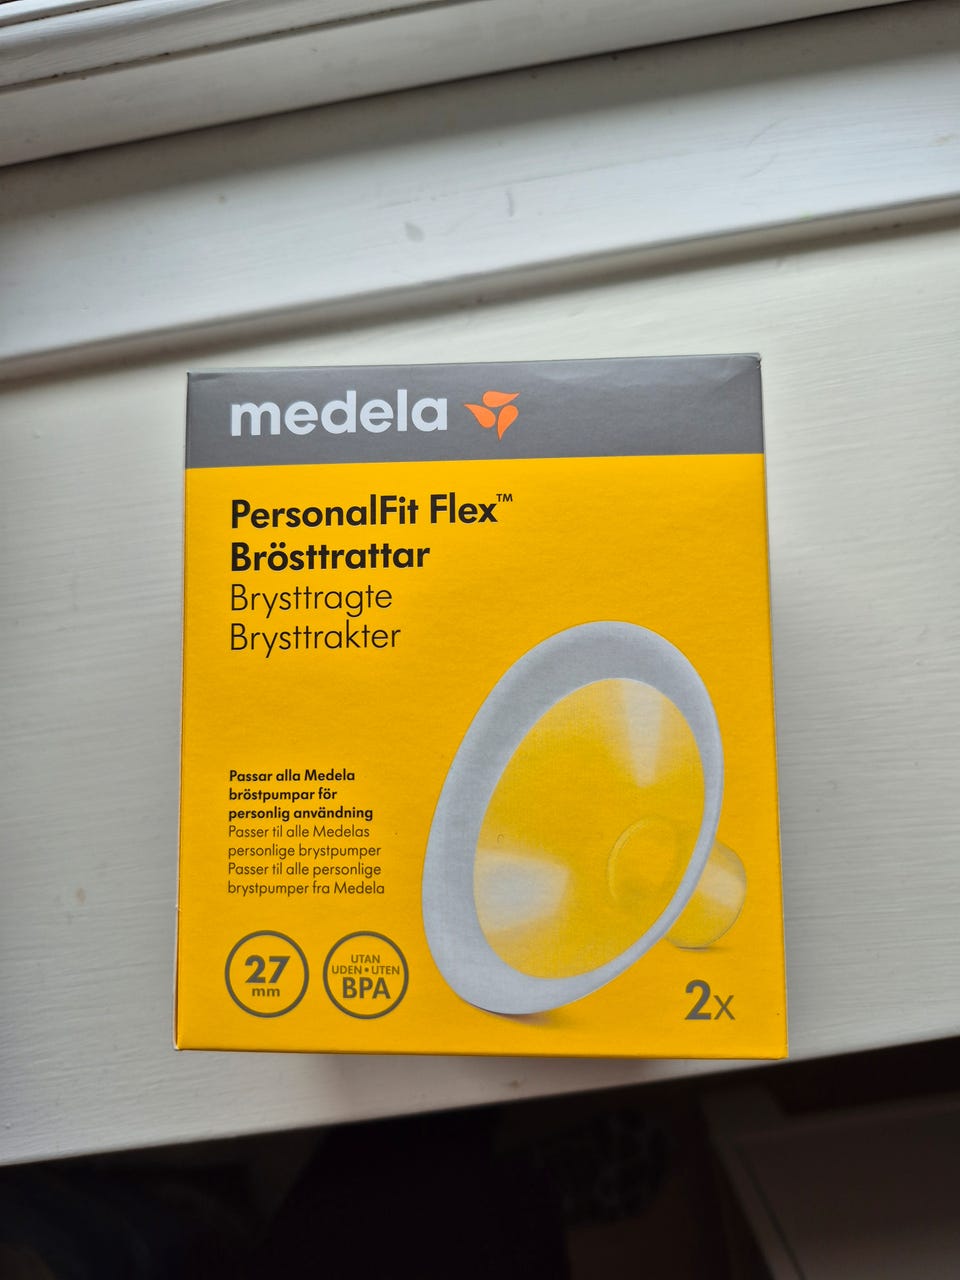 medela
PersonalFit Flex™
Brösttrattar
Brysttragte
Brysttrakter
Passar alla Medela
bröstpumpar för
personlig användning
Passer til alle Medelas
personlige brystpumper
Passer til alle personlige
brystpumper fra Medela
27
mm
UTAN
UDEN • UTEN
BPA
2x